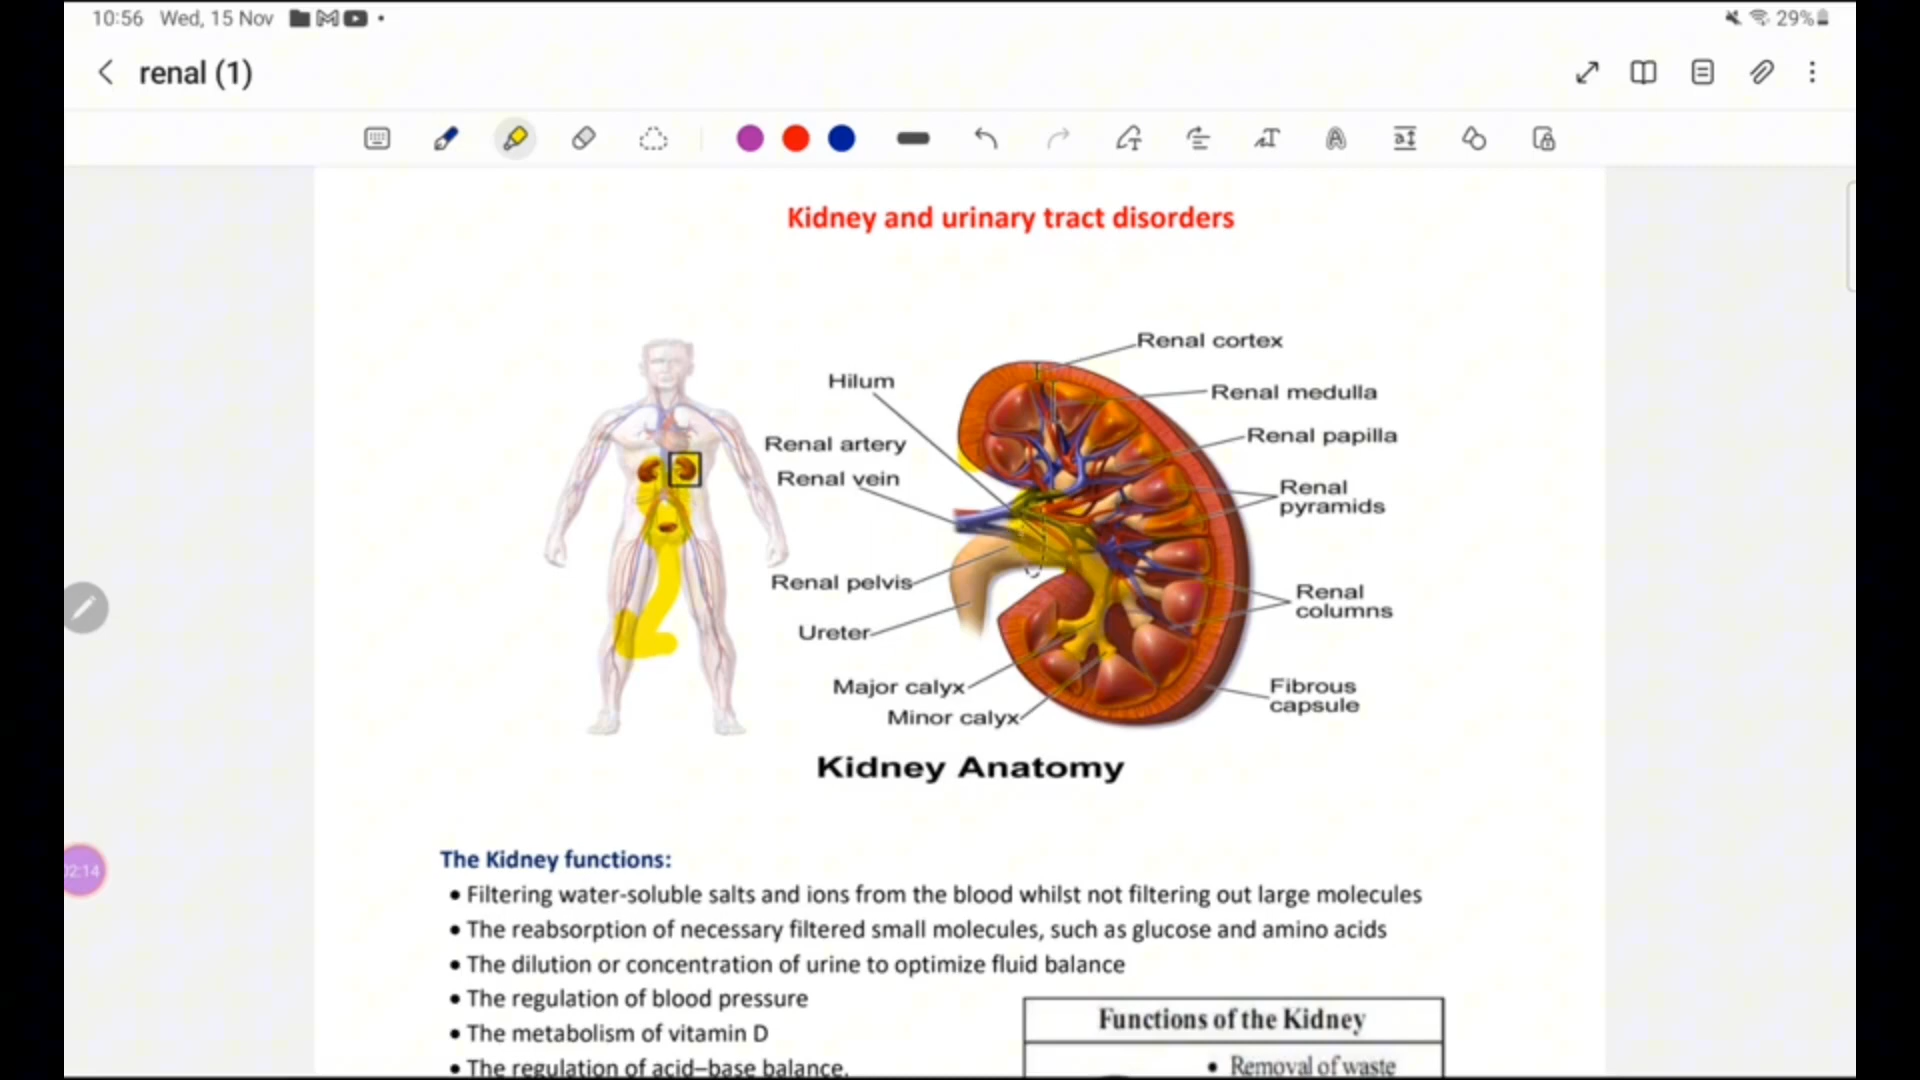 10:56 Wed, 15 Nov
29%
renal (1)
Kidney and urinary tract disorders
Renal cortex
Hilum
Renal medulla
Renal artery
Renal papilla
Renal vein
Renal
pyramids
Renal pelvis
Renal
columns
Ureter
Major calyx
Fibrous
capsule
Minor calyx
Kidney Anatomy
The Kidney functions:
• Filtering water-soluble salts and ions from the blood whilst not filtering out large molecules
02:14
• The reabsorption of necessary filtered small molecules, such as glucose and amino acids
• The dilution or concentration of urine to optimize fluid balance
• The regulation of blood pressure
• The metabolism of vitamin D
• The regulation of acid–base balance.
Functions of the Kidney
• Removal of waste